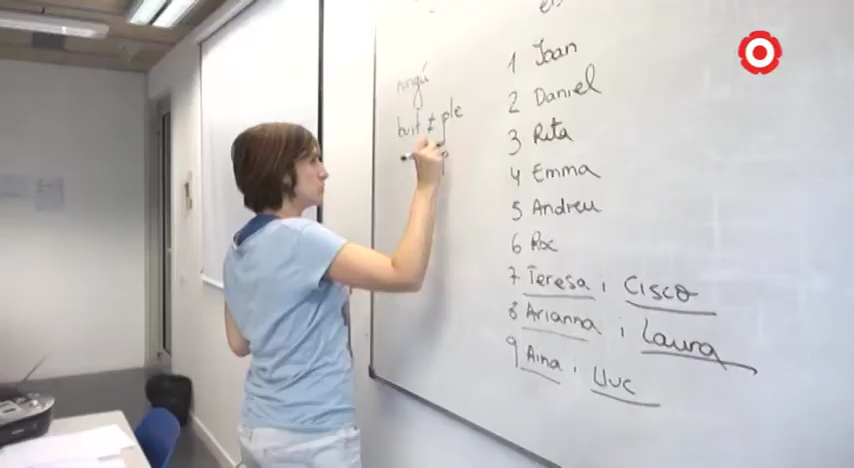 ningú
buit ≠ ple
1 Joan
2 Daniel
3 Rita
4 Emma
5 Andreu
6 Roc
7 Teresa i Cisco
8 Arianna i Laura
9 Aina i Lluc